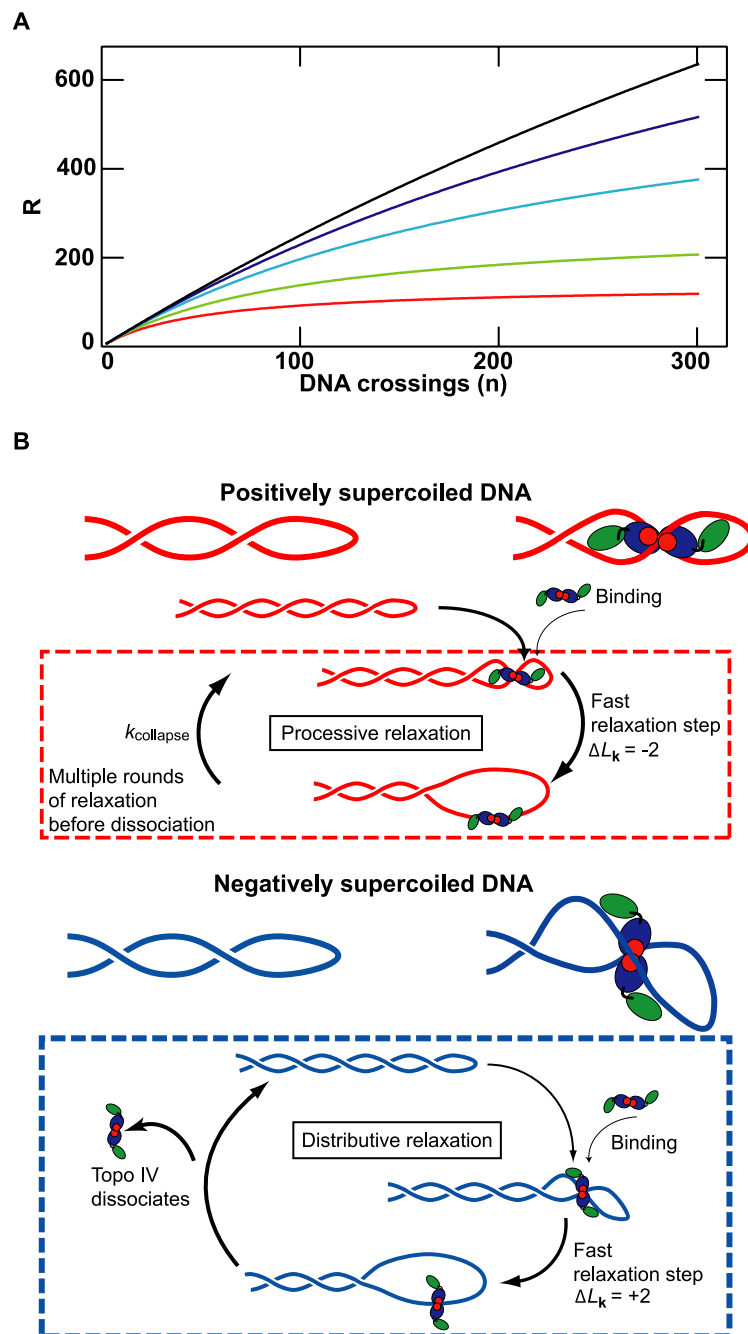 A
600
400
200
0
R
0
100
200
300
DNA crossings (n)
B
Positively supercoiled DNA
Binding
Fast
relaxation step
ΔLk = -2
kcollapse
Processive relaxation
Multiple rounds
of relaxation
before dissociation
Negatively supercoiled DNA
Distributive relaxation
Binding
Topo IV
dissociates
Fast
relaxation step
ΔLk = +2